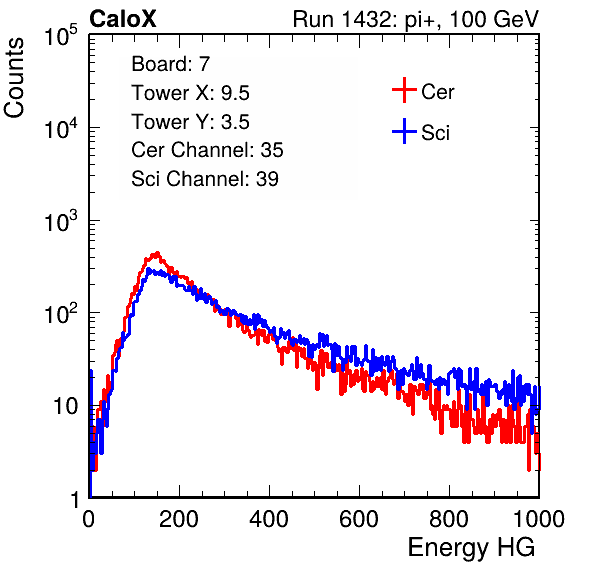 CaloX Run 1432: pi+, 100 GeV
Counts
10^5
10^4
10^3
10^2
10
1
Board: 7
Tower X: 9.5
Tower Y: 3.5
Cer Channel: 35
Sci Channel: 39
Cer
Sci
0 200 400 600 800 1000
Energy HG